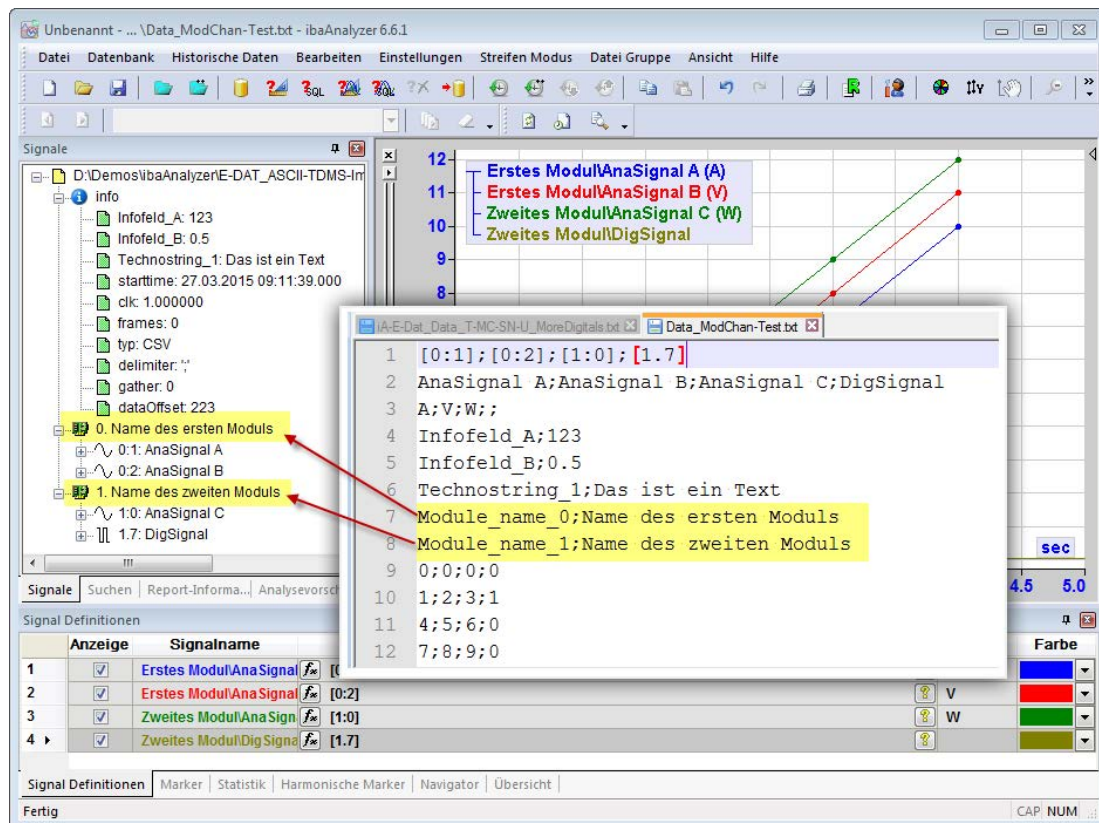 Unbenannt - ... \Data_ModChan-Test.txt - ibaAnalyzer 6.6.1
Datei Datenbank Historische Daten Bearbeiten Einstellungen Streifen Modus Datei Gruppe Ansicht Hilfe
Signale
D:\Demos\ibaAnalyzer\E-DAT_ASCII-TDMS-Im
info
Infofeld_A: 123
Infofeld_B: 0.5
Technostring_1: Das ist ein Text
starttime: 27.03.2015 09:11:39.000
clk: 1.000000
frames: 0
typ: CSV
delimiter: ';'
gather: 0
dataOffset: 223
0. Name des ersten Moduls
0:1: AnaSignal A
0:2: AnaSignal B
1. Name des zweiten Moduls
1:0: AnaSignal C
1.7: DigSignal
Signale Suchen Report-Informa... Analysevorsch
12
11
10
9
8
Erstes Modul\AnaSignal A (A)
Erstes Modul\AnaSignal B (V)
Zweites Modul\AnaSignal C (W)
Zweites Modul\DigSignal
sec
4.5 5.0
iA-E-Dat_Data_T-MC-SN-U_MoreDigitals.txt Data_ModChan-Test.txt
1 [0:1];[0:2];[1:0];[1.7]
2 AnaSignal A;AnaSignal B;AnaSignal C;DigSignal
3 A;V;W;;
4 Infofeld_A;123
5 Infofeld_B;0.5
6 Technostring_1;Das ist ein Text
7 Module_name_0;Name des ersten Moduls
8 Module_name_1;Name des zweiten Moduls
9 0;0;0;0
10 1;2;3;1
11 4;5;6;0
12 7;8;9;0
Signal Definitionen
Anzeige Signalname Farbe
1 Erstes Modul\AnaSignal fx [0
2 Erstes Modul\AnaSignal fx [0:2] V
3 Zweites Modul\AnaSign fx [1:0] W
4 Zweites Modul\DigSigna fx [1.7]
Signal Definitionen Marker Statistik Harmonische Marker Navigator Übersicht
Fertig CAP NUM